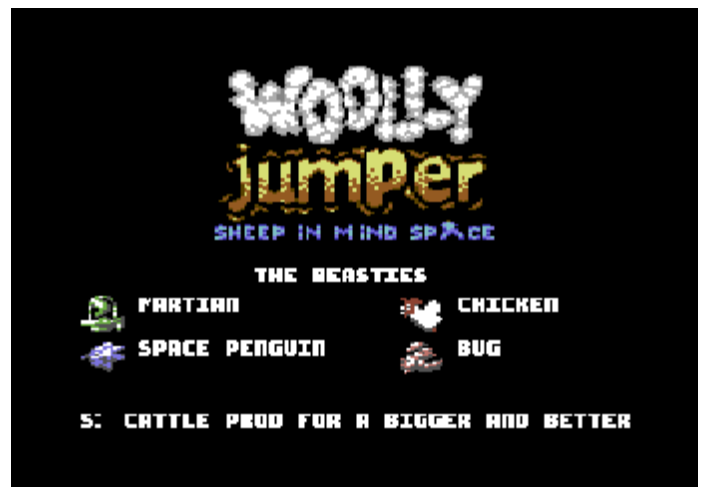 WOOLLY
jumper
SHEEP IN MIND SPACE
THE BEASTIES
MARTIAN CHICKEN
SPACE PENGUIN BUG
S: CATTLE PROD FOR A BIGGER AND BETTER